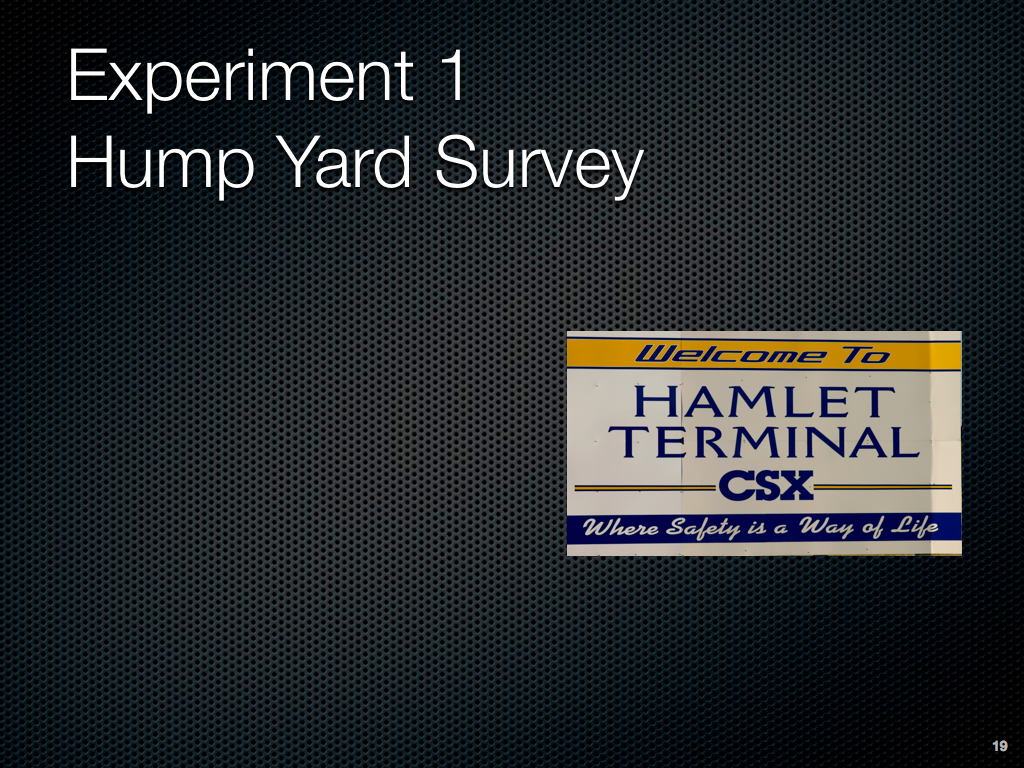 Experiment 1
Hump Yard Survey
Welcome To
HAMLET
TERMINAL
CSX
Where Safety is a Way of Life
19